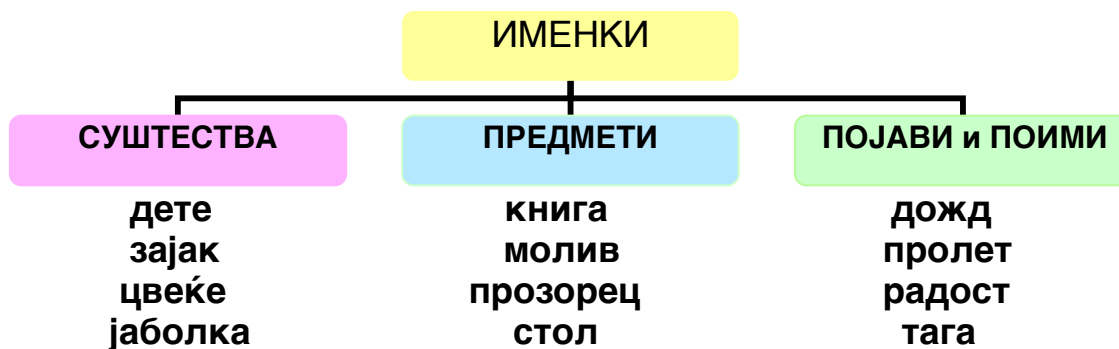 ИМЕНКИ
СУШТЕСТВА
ПРЕДМЕТИ
ПОЈАВИ и ПОИМИ
дете
зајак
цвеќе
јаболка
книга
молив
прозорец
стол
дожд
пролет
радост
тага